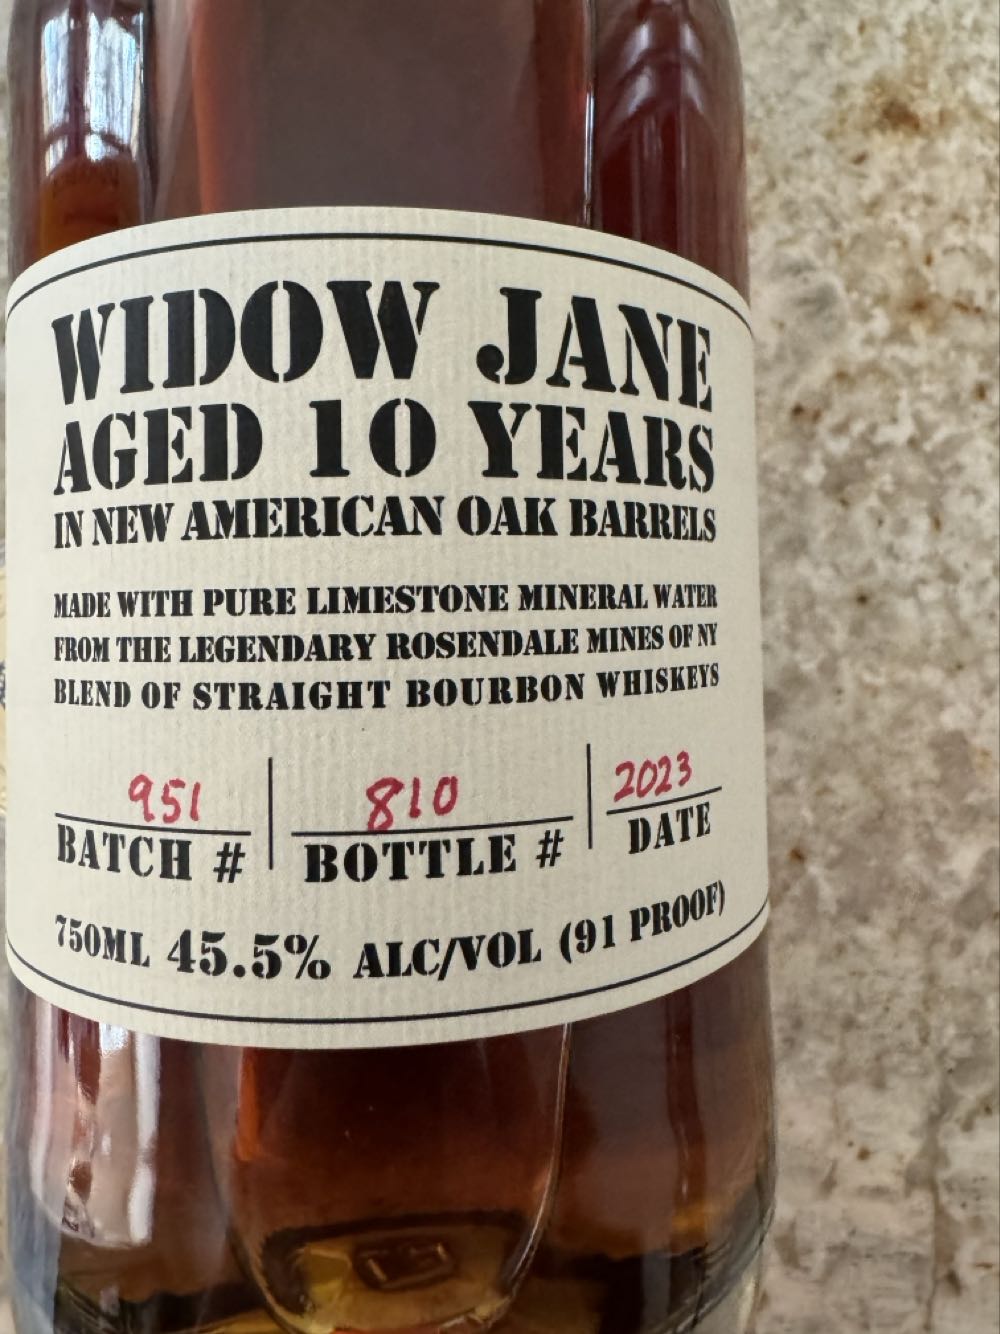 WIDOW JANE
AGED 10 YEARS
IN NEW AMERICAN OAK BARRELS
MADE WITH PURE LIMESTONE MINERAL WATER
FROM THE LEGENDARY ROSENDALE MINES OF NY
BLEND OF STRAIGHT BOURBON WHISKEYS
951 810 2023
BATCH # BOTTLE # DATE
750ML 45.5% ALC/VOL (91 PROOF)